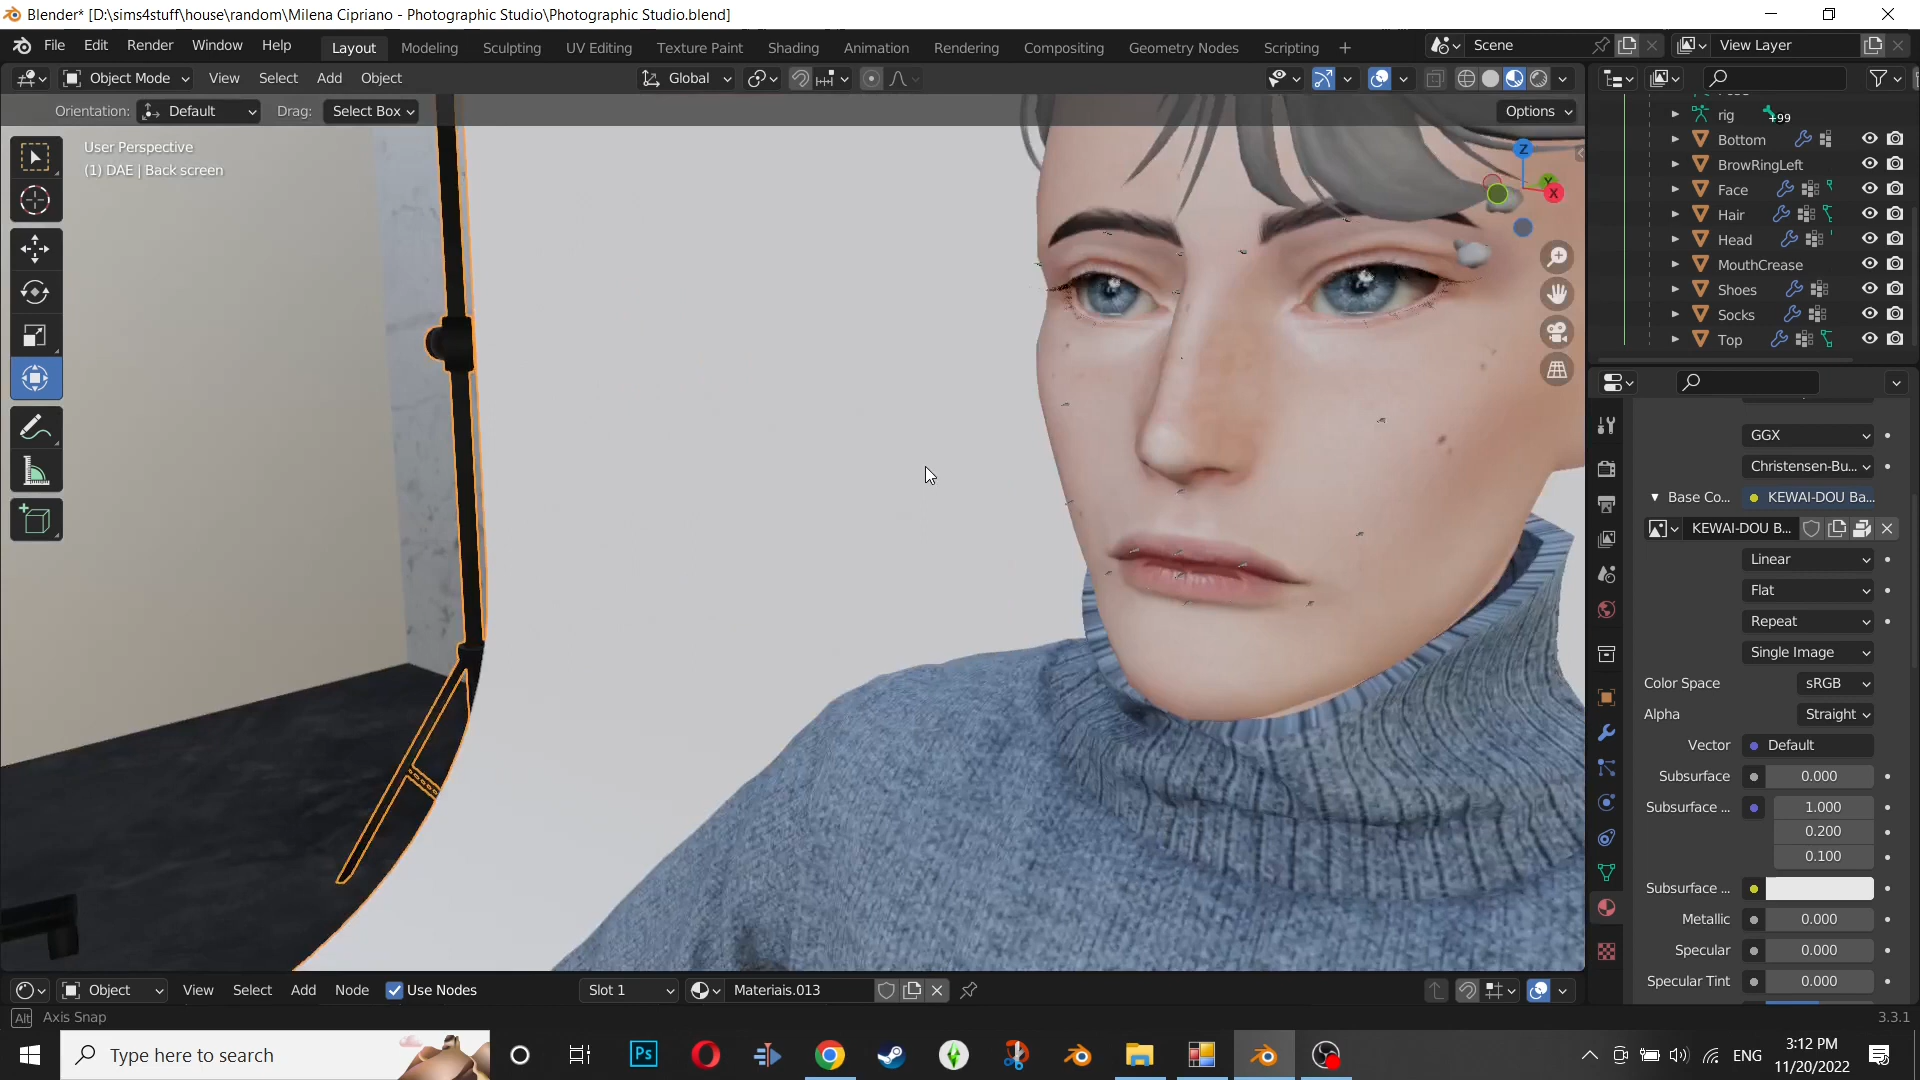 Blender* [D:\sims4stuff\house\random\Milena Cipriano - Photographic Studio\Photographic Studio.blend]
File Edit Render Window Help Layout Modeling Sculpting UV Editing Texture Paint Shading Animation Rendering Compositing Geometry Nodes Scripting + Scene View Layer
Object Mode View Select Add Object Global
Orientation: Default Drag: Select Box Options
User Perspective
(1) DAE | Back screen
Z
Y
X
rig +99
Bottom
BrowRingLeft
Face
Hair
Head
MouthCrease
Shoes
Socks
Top
GGX
Christensen-Bu...
Base Co... KEWAI-DOU Ba...
KEWAI-DOU B...
Linear
Flat
Repeat
Single Image
Color Space sRGB
Alpha Straight
Vector Default
Subsurface 0.000
Subsurface ... 1.000
0.200
0.100
Subsurface ...
Metallic 0.000
Specular 0.000
Specular Tint 0.000
Object View Select Add Node Use Nodes Slot 1 Materiais.013
Alt Axis Snap 3.3.1
Type here to search Ps ENG 3:12 PM
11/20/2022